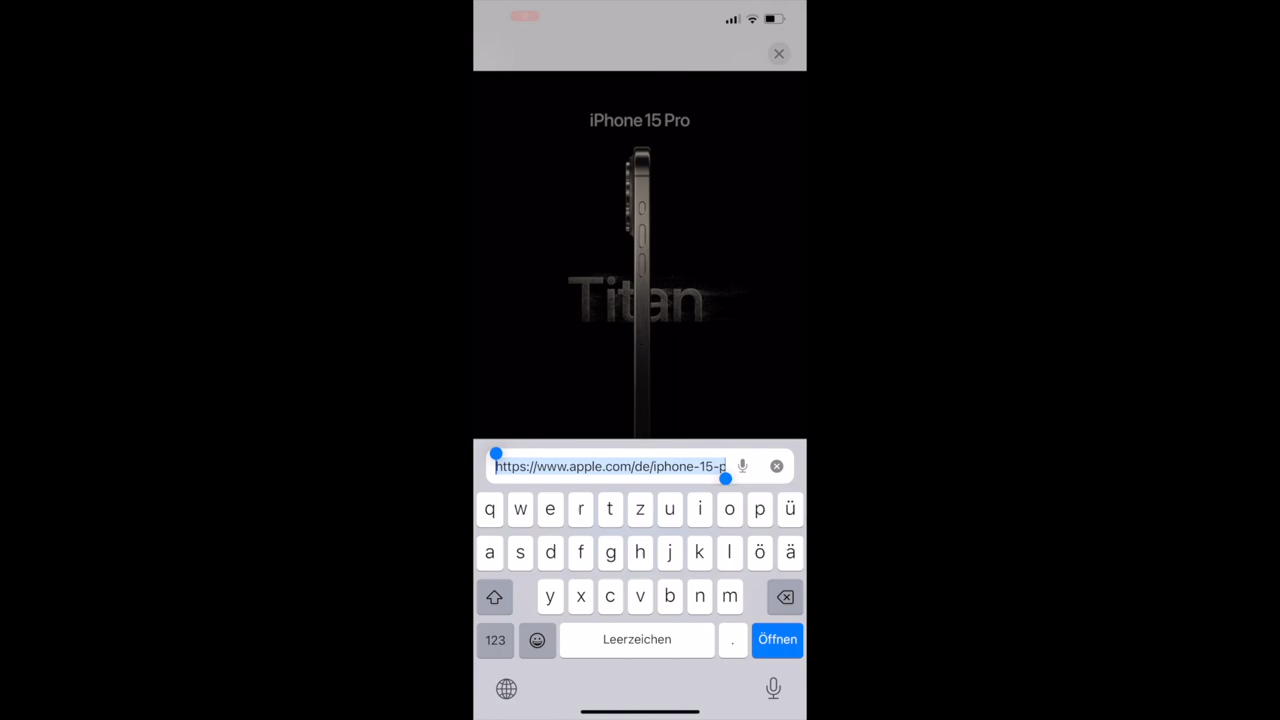 iPhone 15 Pro
Titan
https://www.apple.com/de/iphone-15-p
q w e r t z u i o p ü
a s d f g h j k l ö ä
y x c v b n m
123 Leerzeichen . Öffnen